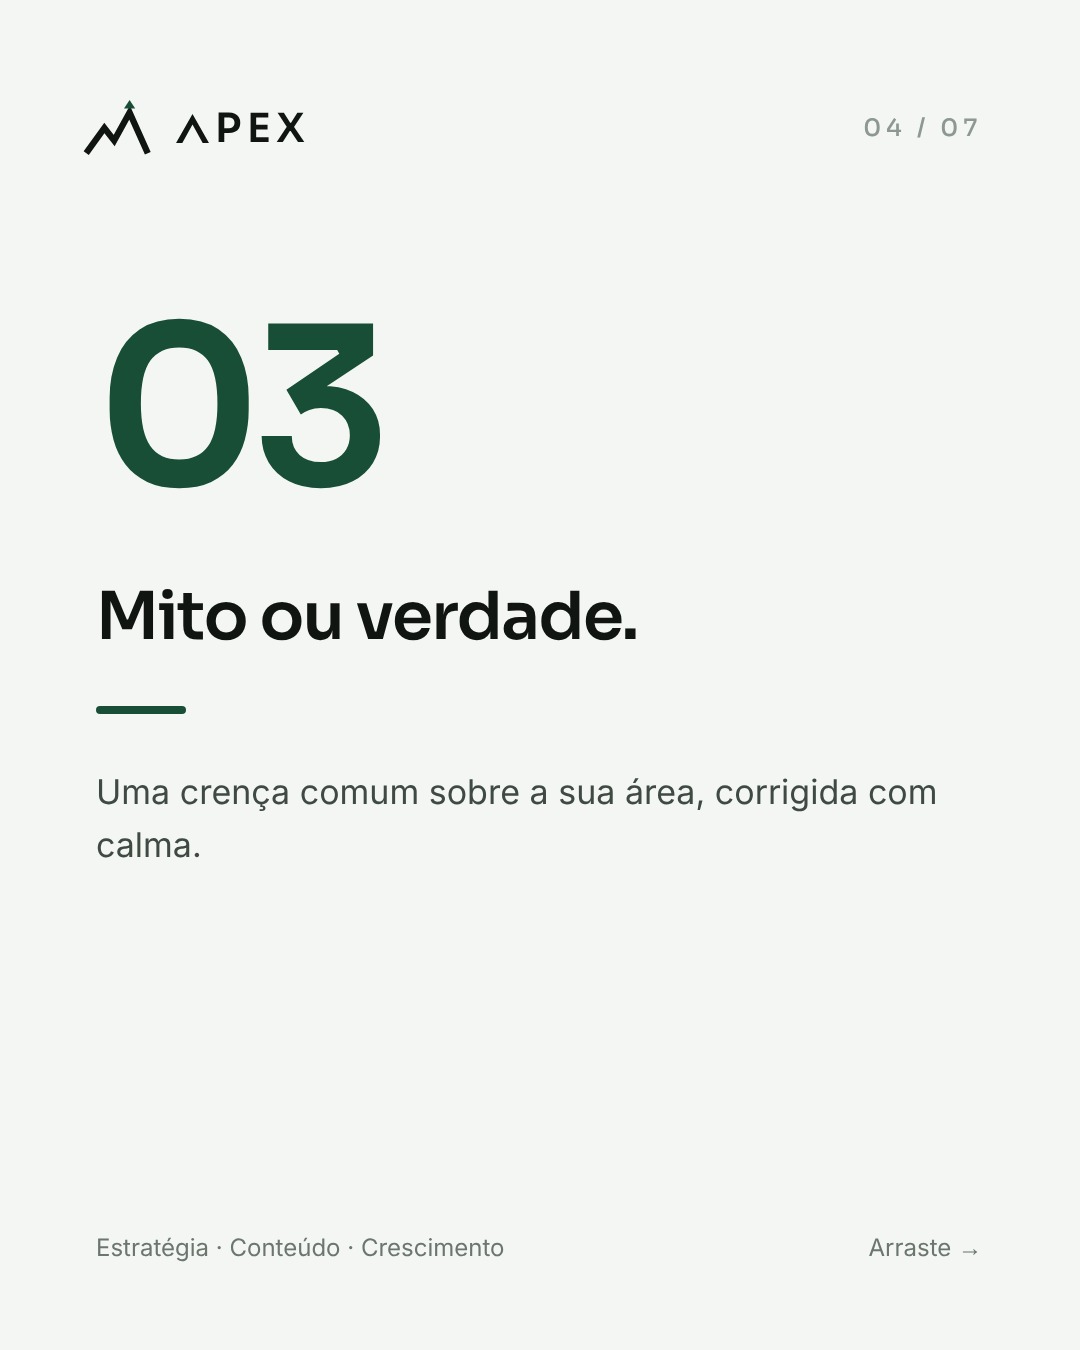 APEX
04 / 07
03
Mito ou verdade.
Uma crença comum sobre a sua área, corrigida com
calma.
Estratégia · Conteúdo · Crescimento
Arraste →